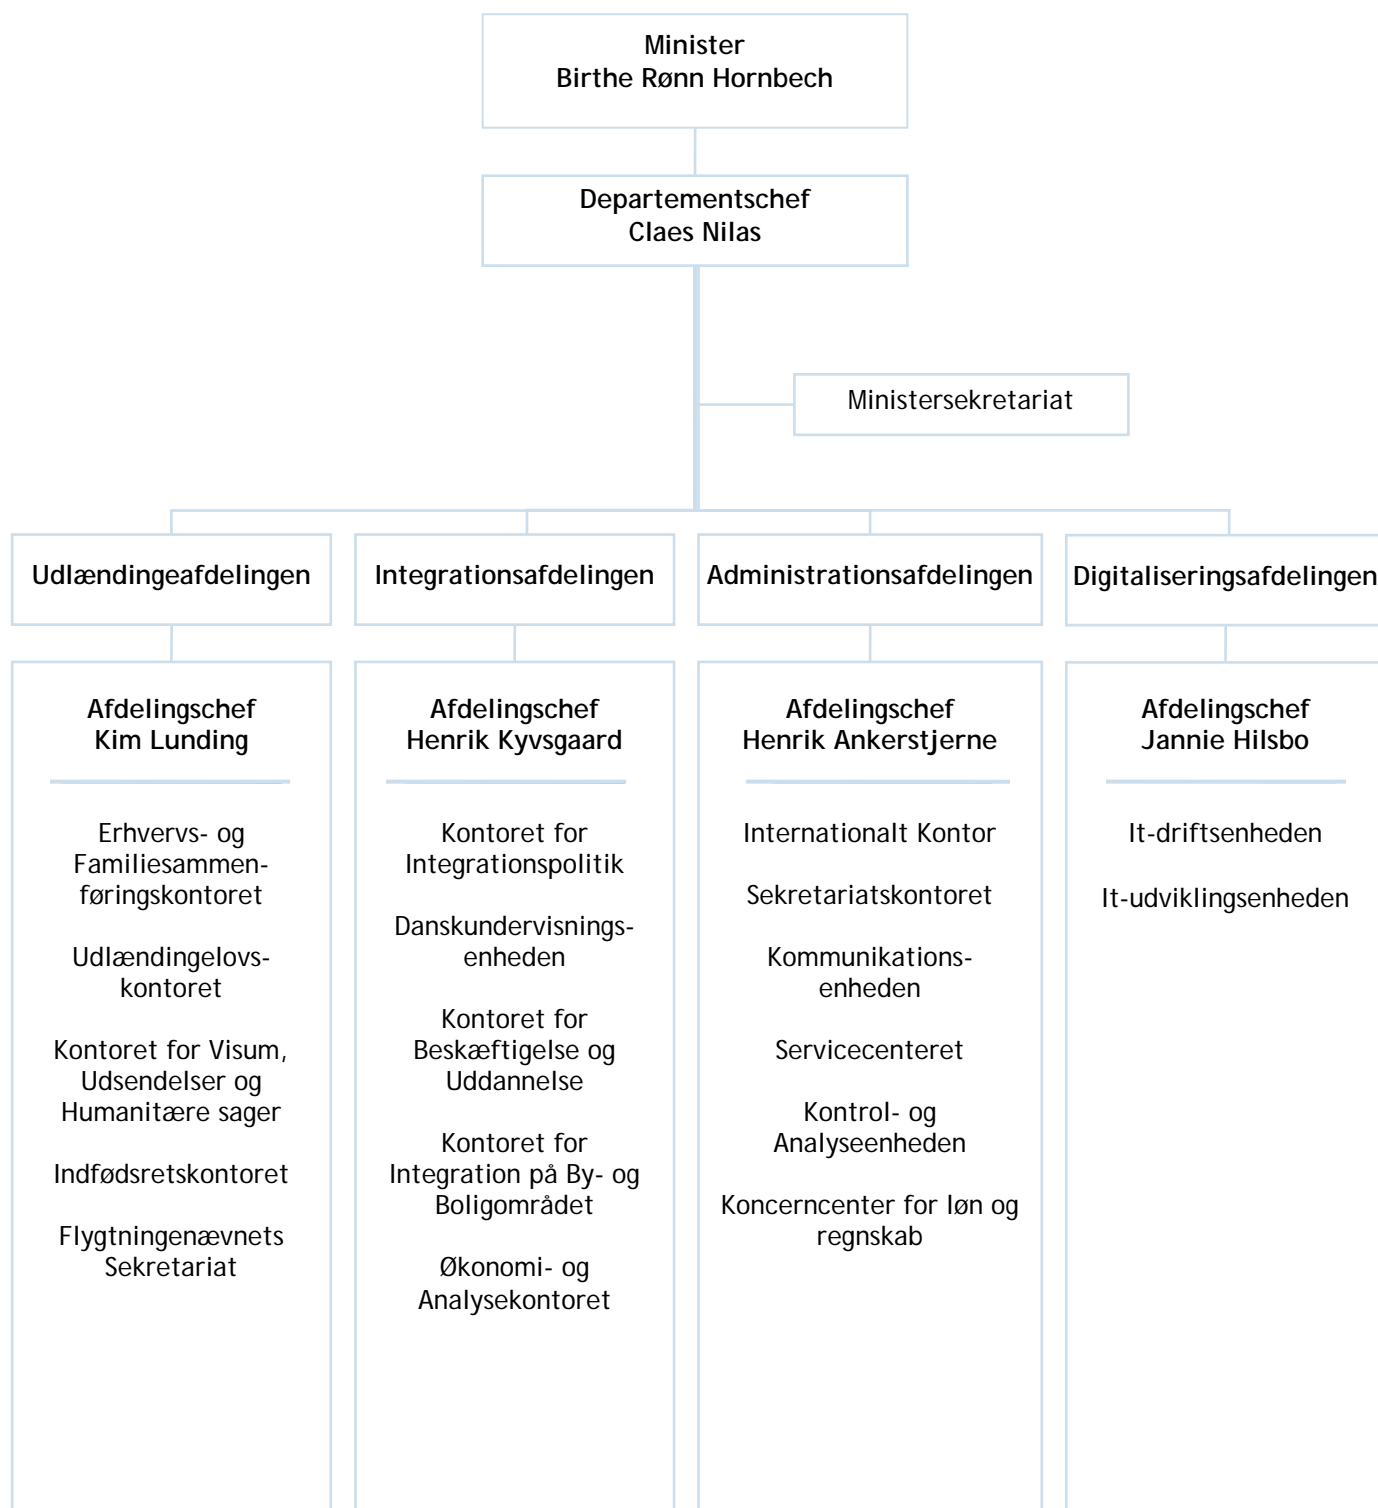 Minister
Birthe Rønn Hornbech
Departementschef
Claes Nilas
Ministersekretariat
Udlændingeafdelingen
Integrationsafdelingen
Administrationsafdelingen
Digitaliseringsafdelingen
Afdelingschef
Kim Lunding
Erhvervs- og
Familiesammen-
føringskontoret
Udlændingelovs-
kontoret
Kontoret for Visum,
Udsendelser og
Humanitære sager
Indfødsretskontoret
Flygtningenævnets
Sekretariat
Afdelingschef
Henrik Kyvsgaard
Kontoret for
Integrationspolitik
Danskundervisnings-
enheden
Kontoret for
Beskæftigelse og
Uddannelse
Kontoret for
Integration på By- og
Boligområdet
Økonomi- og
Analysekontoret
Afdelingschef
Henrik Ankerstjerne
Internationalt Kontor
Sekretariatskontoret
Kommunikations-
enheden
Servicecenteret
Kontrol- og
Analyseenheden
Koncerncenter for løn og
regnskab
Afdelingschef
Jannie Hilsbo
It-driftsenheden
It-udviklingsenheden